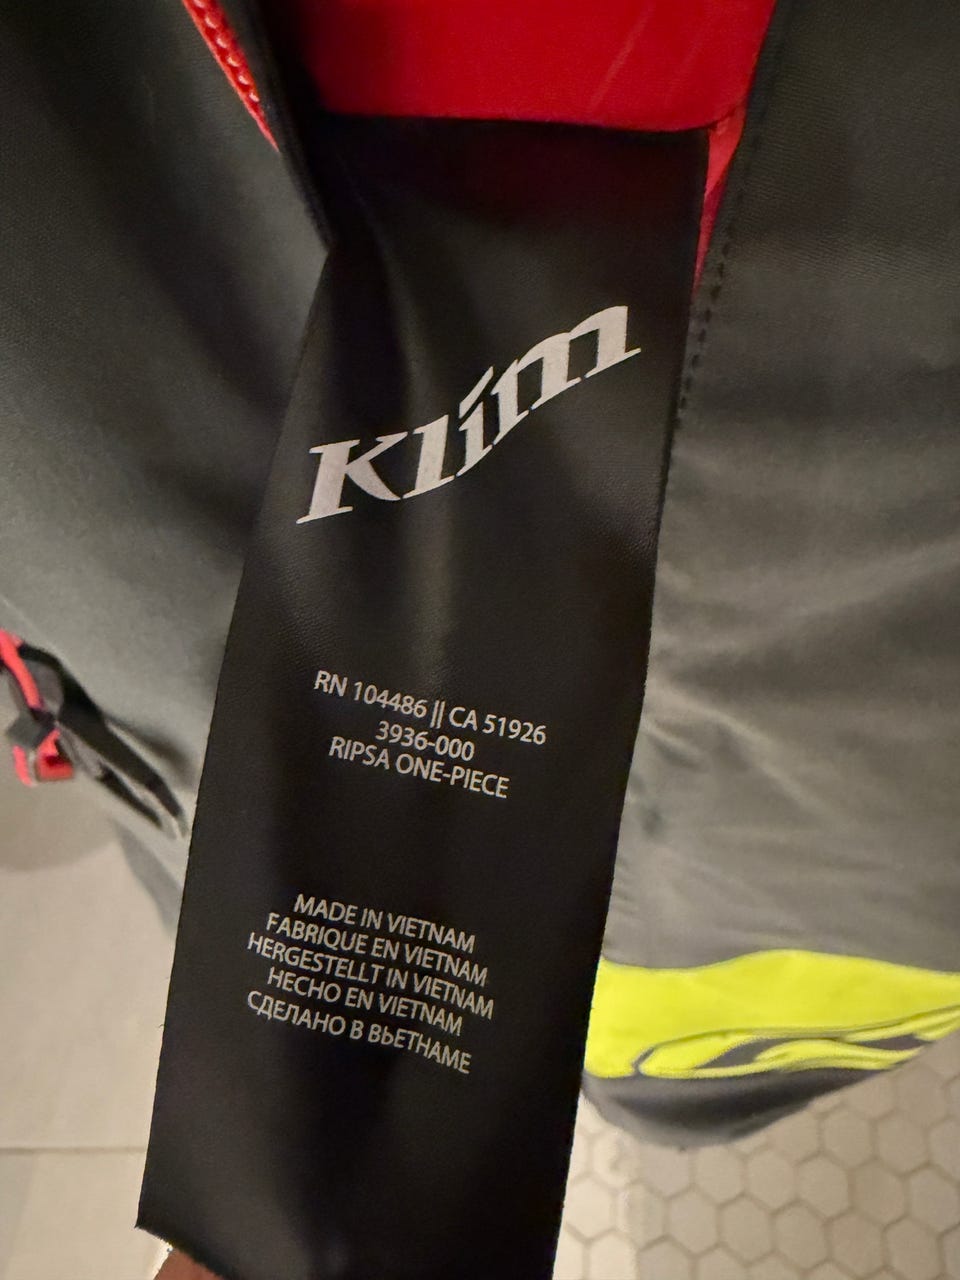 Klim
RN 104486 || CA 51926
3936-000
RIPSA ONE-PIECE
MADE IN VIETNAM
FABRIQUE EN VIETNAM
HERGESTELLT IN VIETNAM
HECHO EN VIETNAM
СДЕЛАНО В ВЬЕТНАМЕ